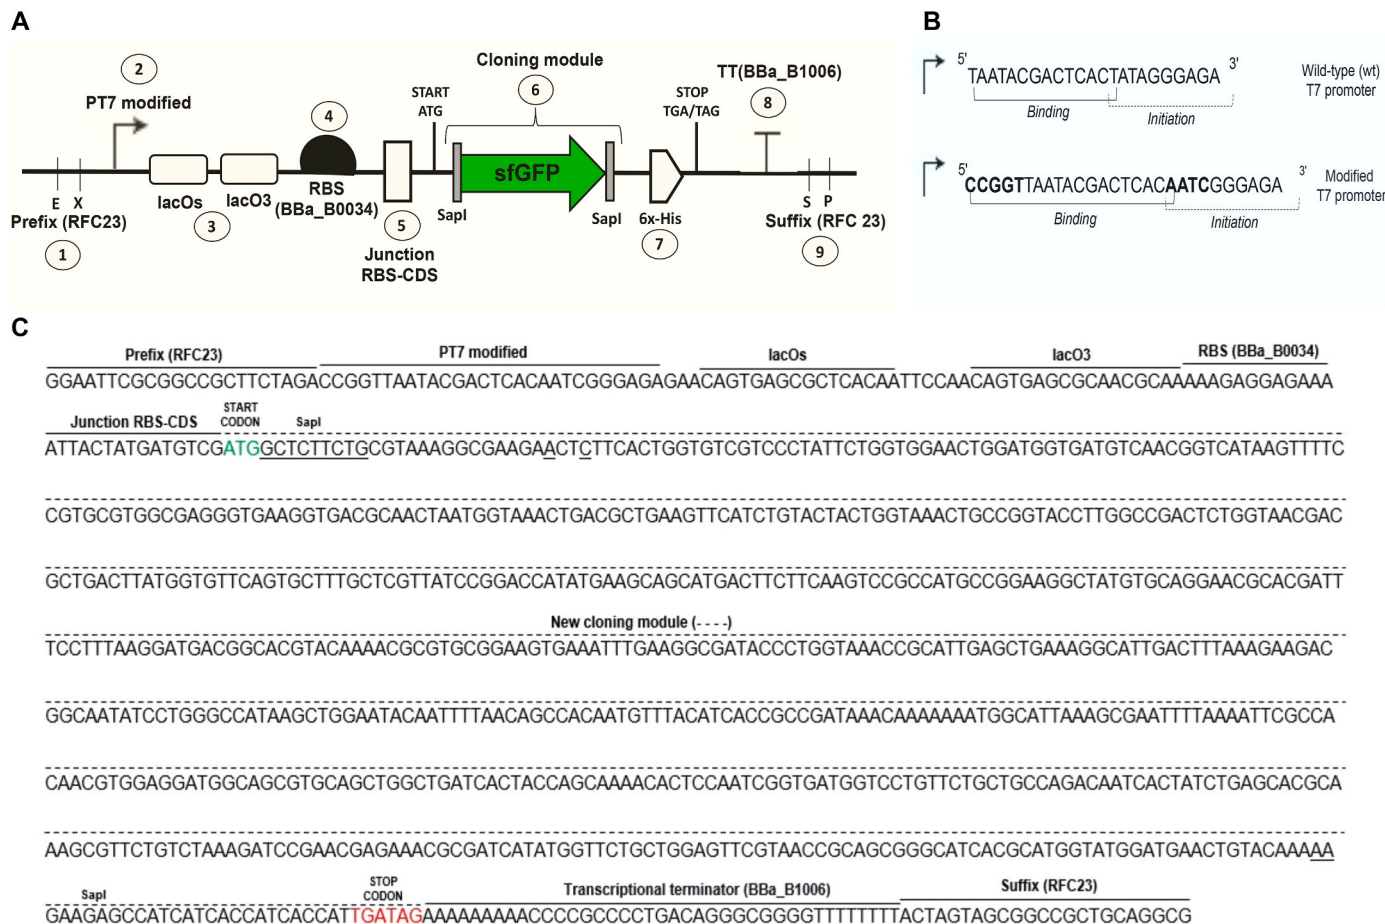 A
B
2
PT7 modified
4
START
ATG
Cloning module
6
STOP
TGA/TAG
TT(BBa_B1006)
8
E X
Prefix (RFC23)
1
lacOs
lacO3
3
RBS
(BBa_B0034)
5
Junction
RBS-CDS
SapI
sfGFP
SapI
6x-His
7
S P
Suffix (RFC 23)
9
5' TAATACGACTCACTATAGGGAGA 3'
Binding
Initiation
Wild-type (wt)
T7 promoter
5' CCGGTTAATACGACTCACAATCGGGAGA 3'
Binding
Initiation
Modified
T7 promoter
C
Prefix (RFC23) PT7 modified lacOs lacO3 RBS (BBa_B0034)
GGAATTCGCGGCCGCTTCTAGACCGGTTAATACGACTCACAATCGGGAGAGAACAGTGAGCGCTCACAATTCCAACAGTGAGCGCAACGCAAAAAGAGGAGAAA
Junction RBS-CDS START CODON SapI
ATTACTATGATGTCGATGGCTCTTCTGCGTAAAGGCGAAGAACTCTTCACTGGTGTCGTCCCTATTCTGGTGGAACTGGATGGTGATGTCAACGGTCATAAGTTTTC
CGTGCGTGGCGAGGGTGAAGGTGACGCAACTAATGGTAAACTGACGCTGAAGTTCATCTGTACTACTGGTAAACTGCCGGTACCTTGGCCGACTCTGGTAACGAC
GCTGACTTATGGTGTTCAGTGCTTTGCTCGTTATCCGGACCATATGAAGCAGCATGACTTCTTCAAGTCCGCCATGCCGGAAGGCTATGTGCAGGAACGCACGATT
New cloning module (- - - -)
TCCTTTAAGGATGACGGCACGTACAAAACGCGTGCGGAAGTGAAATTTGAAGGCGATACCCTGGTAAACCGCATTGAGCTGAAAGGCATTGACTTTAAAGAAGAC
GGCAATATCCTGGGCCATAAGCTGGAATACAATTTTAACAGCCACAATGTTTACATCACCGCCGATAAACAAAAAAATGGCATTAAAGCGAATTTTAAAATTCGCCA
CAACGTGGAGGATGGCAGCGTGCAGCTGGCTGATCACTACCAGCAAAACACTCCAATCGGTGATGGTCCTGTTCTGCTGCCAGACAATCACTATCTGAGCACGCA
AAGCGTTCTGTCTAAAGATCCGAACGAGAAACGCGATCATATGGTTCTGCTGGAGTTCGTAACCGCAGCGGGCATCACGCATGGTATGGATGAACTGTACAAAAA
SapI STOP CODON Transcriptional terminator (BBa_B1006) Suffix (RFC23)
GAAGAGCCATCATCACCATCACCATTGATAGAAAAAAAAACCCCGCCCCTGACAGGGCGGGGTTTTTTTTACTAGTAGCGGCCGCTGCAGGCG